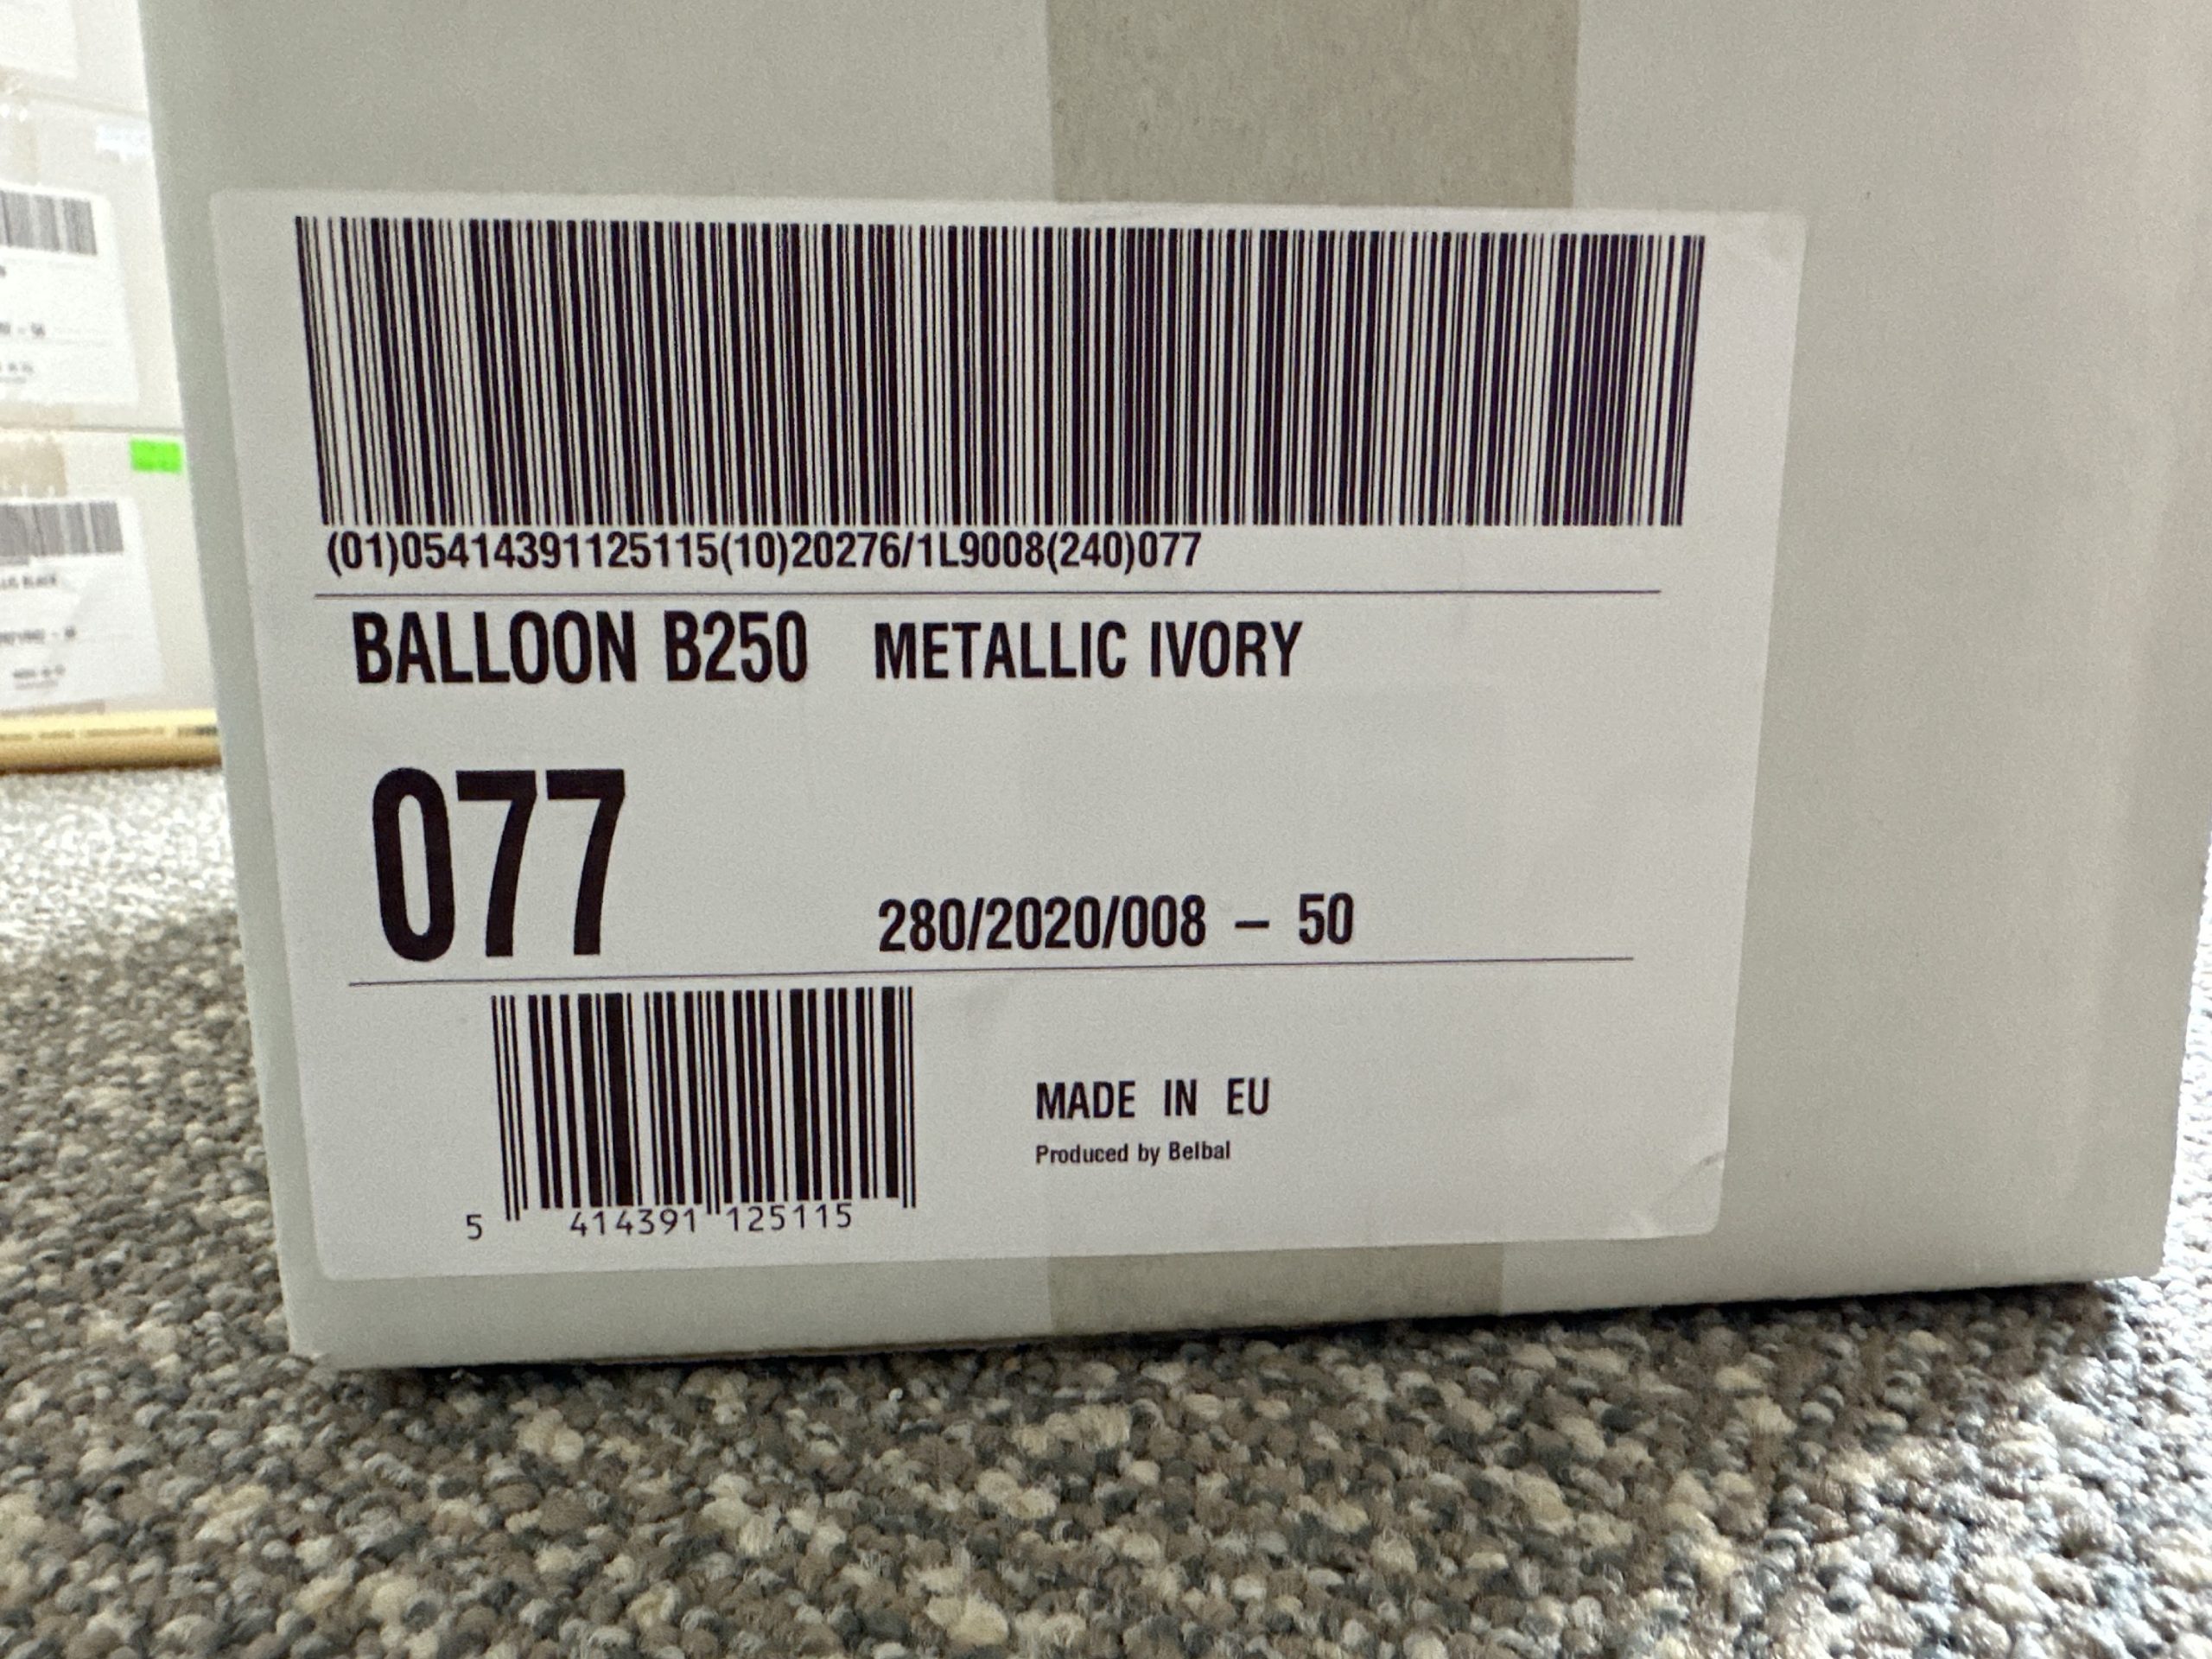 (01)05414391125115(10)20276/1L9008(240)077
BALLOON B250 METALLIC IVORY
077
280/2020/008 – 50
5 414391 125115
MADE IN EU
Produced by Belbal